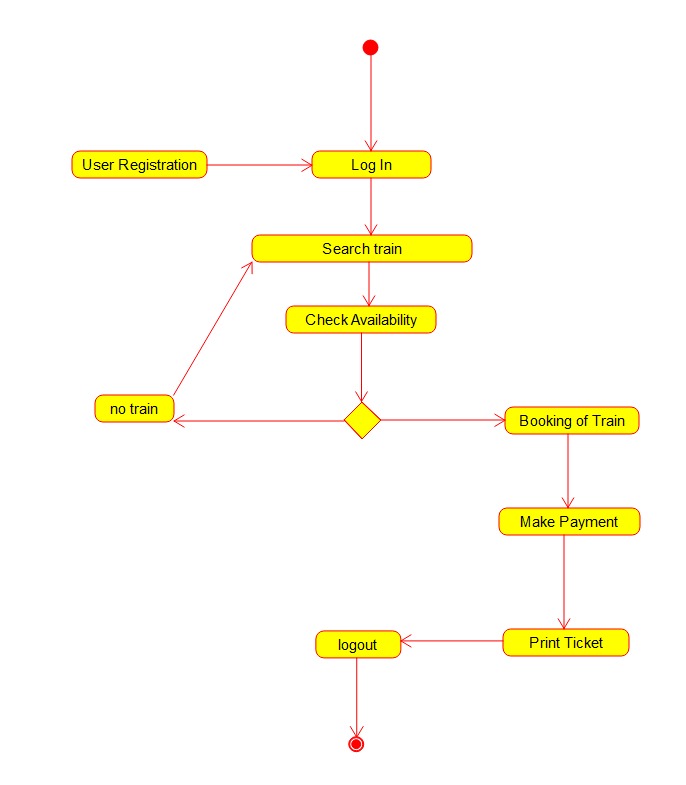 User Registration
Log In
Search train
Check Availability
no train
Booking of Train
Make Payment
Print Ticket
logout